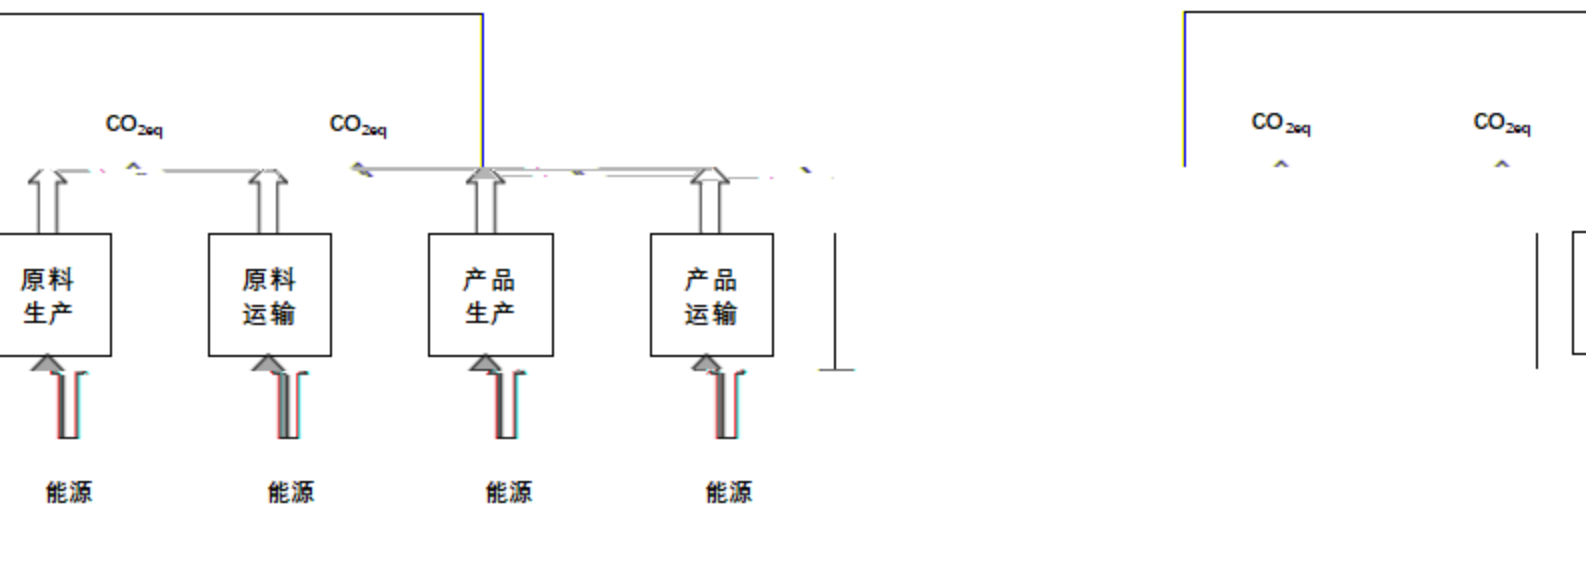 CO2eq CO2eq CO2eq CO2eq
原料 原料 产品 产品
生产 运输 生产 运输
能源 能源 能源 能源